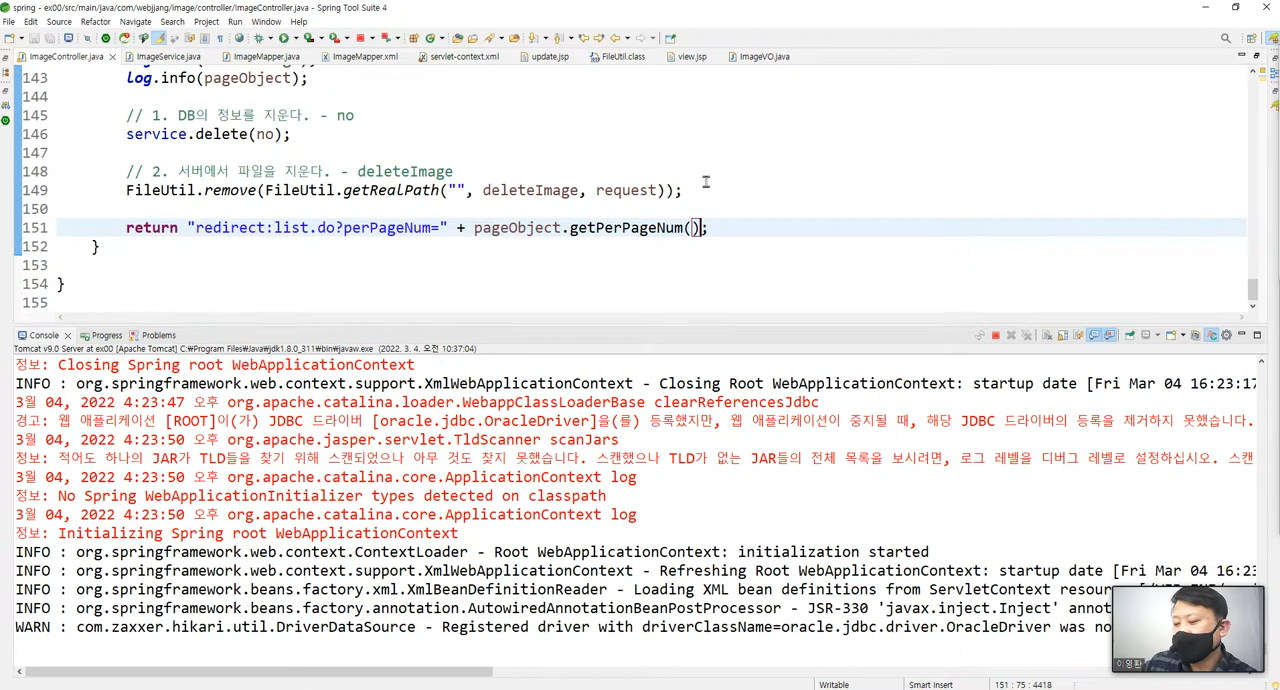 spring - ex00/src/main/java/com/webjjang/image/controller/ImageController.java - Spring Tool Suite 4
File Edit Source Refactor Navigate Search Project Run Window Help
ImageController.java ImageService.java ImageMapper.java ImageMapper.xml servlet-context.xml update.jsp FileUtil.class view.jsp ImageVO.java
143 log.info(pageObject);
144
145 // 1. DB의 정보를 지운다. - no
146 service.delete(no);
147
148 // 2. 서버에서 파일을 지운다. - deleteImage
149 FileUtil.remove(FileUtil.getRealPath("", deleteImage, request));
150
151 return "redirect:list.do?perPageNum=" + pageObject.getPerPageNum();
152 }
153
154 }
155
Console Progress Problems
Tomcat v9.0 Server at ex00 [Apache Tomcat] C:₩Program Files₩Java₩jdk1.8.0_311₩bin₩javaw.exe (2022. 3. 4. 오전 10:37:04)
정보: Closing Spring root WebApplicationContext
INFO : org.springframework.web.context.support.XmlWebApplicationContext - Closing Root WebApplicationContext: startup date [Fri Mar 04 16:23:17
3월 04, 2022 4:23:47 오후 org.apache.catalina.loader.WebappClassLoaderBase clearReferencesJdbc
경고: 웹 애플리케이션 [ROOT]이(가) JDBC 드라이버 [oracle.jdbc.OracleDriver]을(를) 등록했지만, 웹 애플리케이션이 중지될 때, 해당 JDBC 드라이버의 등록을 제거하지 못했습니다.
3월 04, 2022 4:23:50 오후 org.apache.jasper.servlet.TldScanner scanJars
정보: 적어도 하나의 JAR가 TLD들을 찾기 위해 스캔되었으나 아무 것도 찾지 못했습니다. 스캔했으나 TLD가 없는 JAR들의 전체 목록을 보시려면, 로그 레벨을 디버그 레벨로 설정하십시오. 스캔
3월 04, 2022 4:23:50 오후 org.apache.catalina.core.ApplicationContext log
정보: No Spring WebApplicationInitializer types detected on classpath
3월 04, 2022 4:23:50 오후 org.apache.catalina.core.ApplicationContext log
정보: Initializing Spring root WebApplicationContext
INFO : org.springframework.web.context.ContextLoader - Root WebApplicationContext: initialization started
INFO : org.springframework.web.context.support.XmlWebApplicationContext - Refreshing Root WebApplicationContext: startup date [Fri Mar 04 16:23
INFO : org.springframework.beans.factory.xml.XmlBeanDefinitionReader - Loading XML bean definitions from ServletContext resour
INFO : org.springframework.beans.factory.annotation.AutowiredAnnotationBeanPostProcessor - JSR-330 'javax.inject.Inject' annot
WARN : com.zaxxer.hikari.util.DriverDataSource - Registered driver with driverClassName=oracle.jdbc.driver.OracleDriver was no
이영환
Writable Smart Insert 151 : 75 : 4418